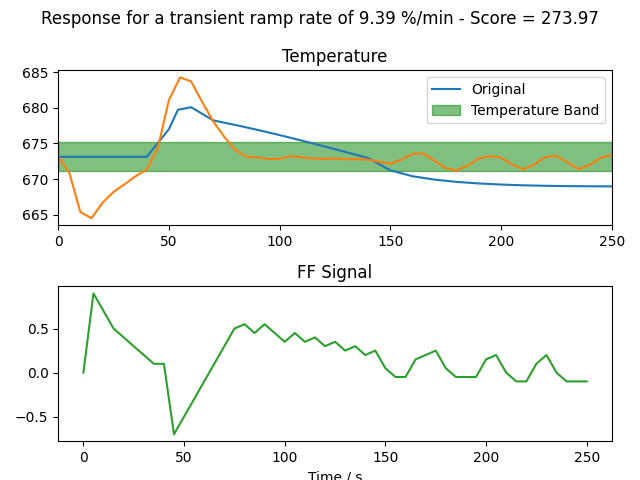 Response for a transient ramp rate of 9.39 %/min - Score = 273.97
Temperature
685
680
675
670
665
Original
Temperature Band
0 50 100 150 200 250
FF Signal
0.5
0.0
−0.5
0 50 100 150 200 250
Time / s